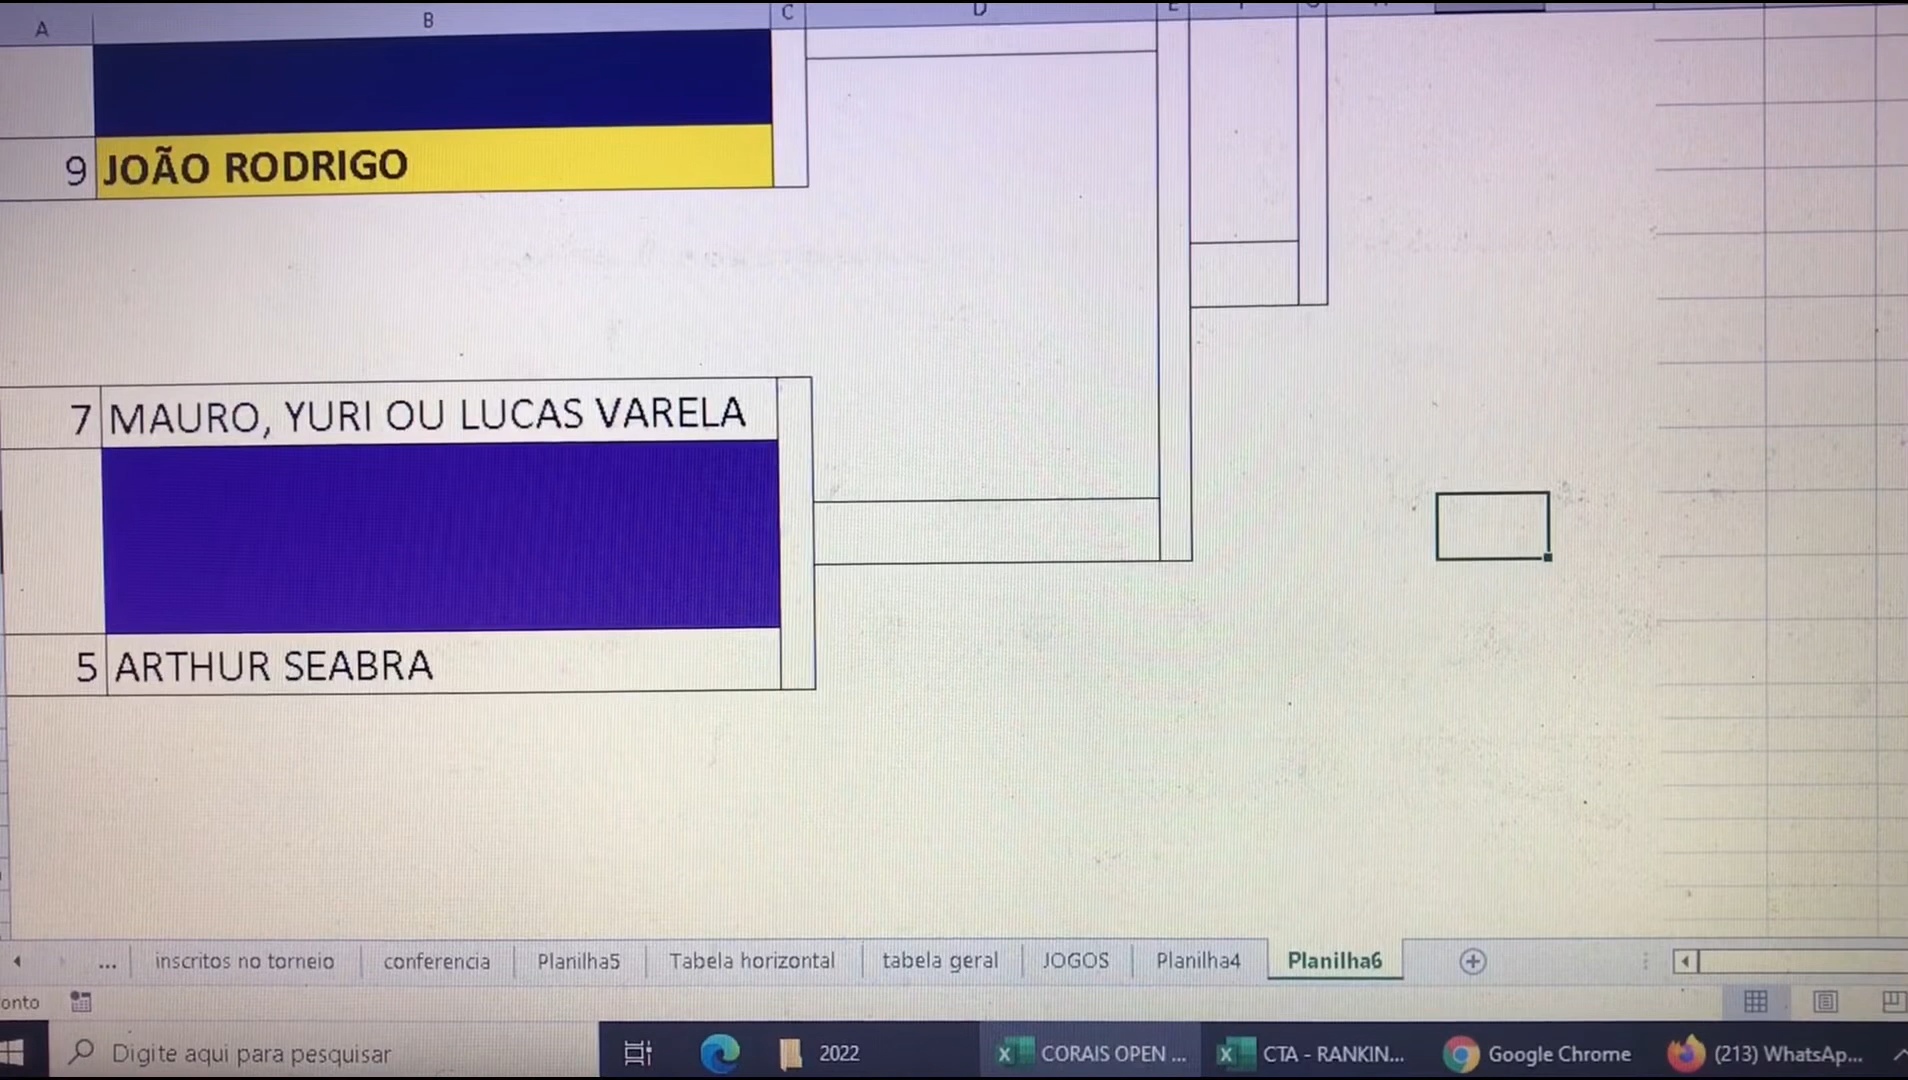 A B C D E
9 JOÃO RODRIGO
7 MAURO, YURI OU LUCAS VARELA
5 ARTHUR SEABRA
... inscritos no torneio conferencia Planilha5 Tabela horizontal tabela geral JOGOS Planilha4 Planilha6
onto
Digite aqui para pesquisar 2022 CORAIS OPEN ... CTA - RANKIN... Google Chrome (213) WhatsAp...